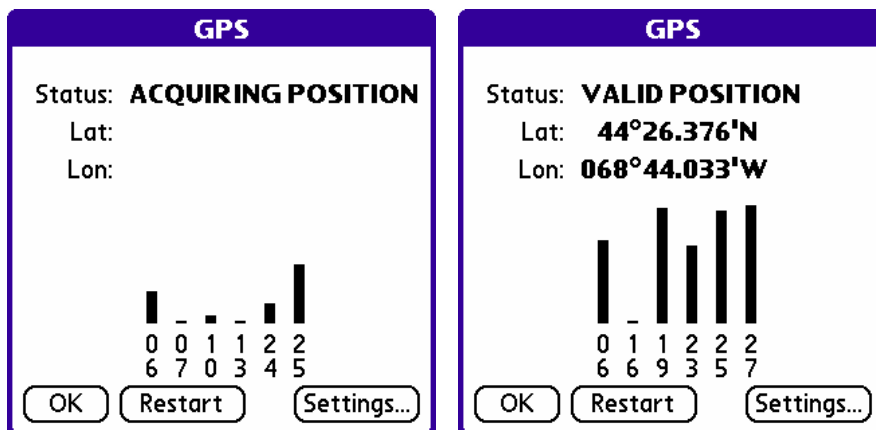 GPS
Status: ACQUIRING POSITION
Lat:
Lon:
06 07 10 13 24 25
OK Restart Settings...
GPS
Status: VALID POSITION
Lat: 44°26.376'N
Lon: 068°44.033'W
06 16 19 23 25 27
OK Restart Settings...